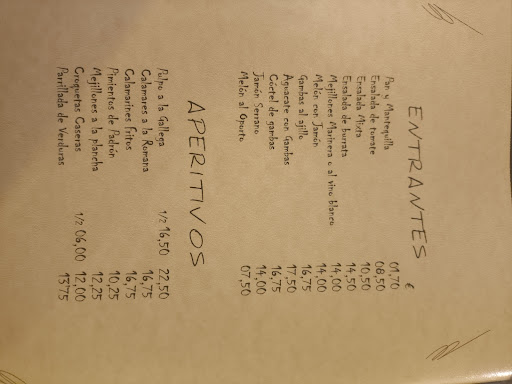 ENTRANTES
€
Pan y Mantequilla 01,70
Ensalada de tomate 08,50
Ensalada Mixta 10,50
Ensalada de burrata 14,50
Mejillones Marinera o al vino blanco 14,00
Melón con Jamón 14,00
Gambas al ajillo 16,75
Aguacate con Gambas 17,50
Cóctel de gambas 16,75
Jamón Serrano 14,00
Melón al Oporto 07,50
APERITIVOS
Pulpo a la Gallega 1/2 16,50 22,50
Calamares a la Romana 16,75
Calamarines Fritos 16,75
Pimientos de Padrón 10,25
Mejillones a la plancha 12,25
Croquetas Caseras 1/2 06,00 12,00
Parrillada de Verduras 13'75